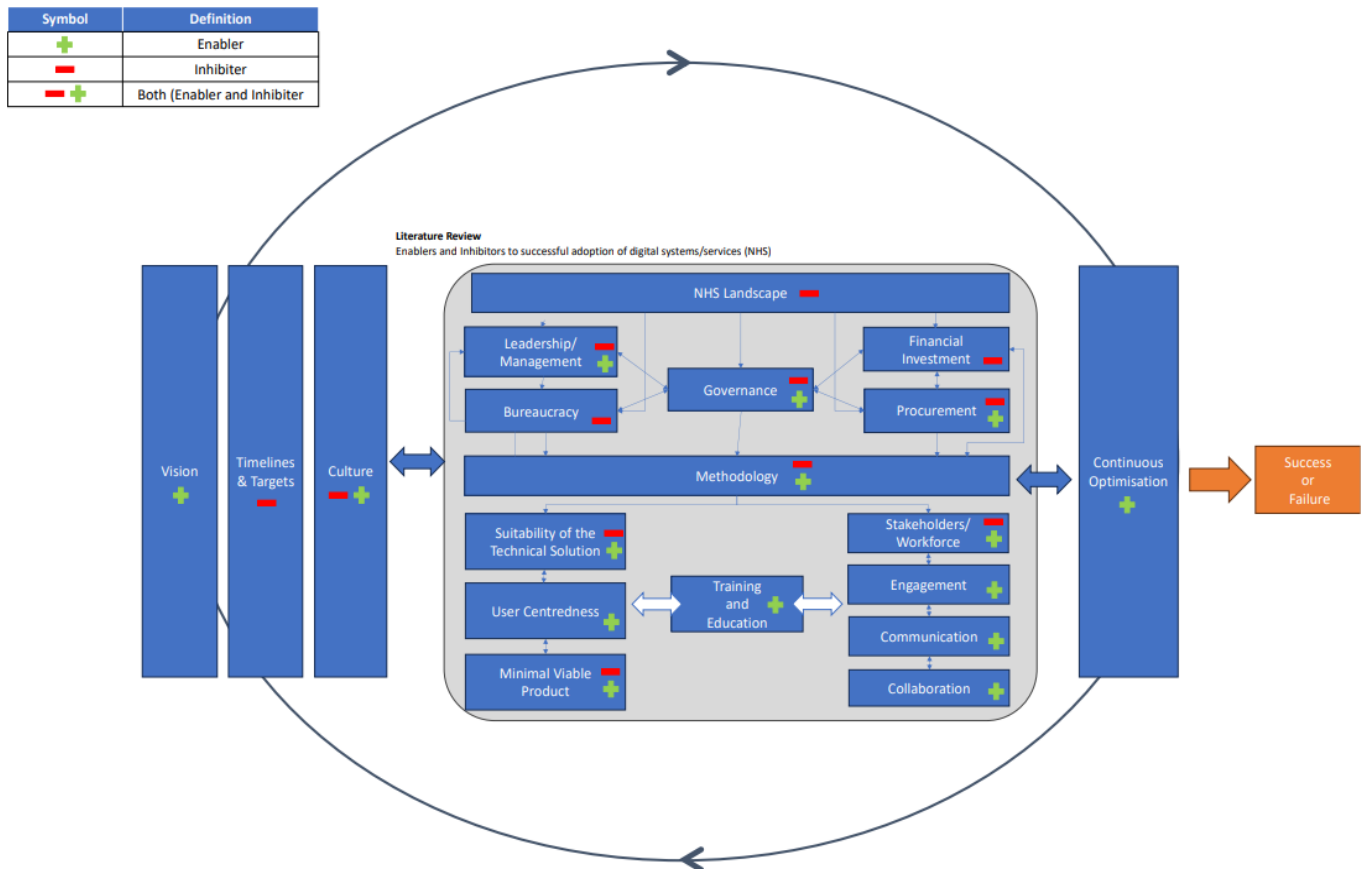 Symbol Definition
Enabler
Inhibiter
Both (Enabler and Inhibiter
Literature Review
Enablers and Inhibitors to successful adoption of digital systems/services (NHS)
Vision
Timelines
& Targets
Culture
NHS Landscape
Leadership/
Management
Bureaucracy
Governance
Financial
Investment
Procurement
Methodology
Suitability of the
Technical Solution
User Centredness
Minimal Viable
Product
Training
and
Education
Stakeholders/
Workforce
Engagement
Communication
Collaboration
Continuous
Optimisation
Success
or
Failure